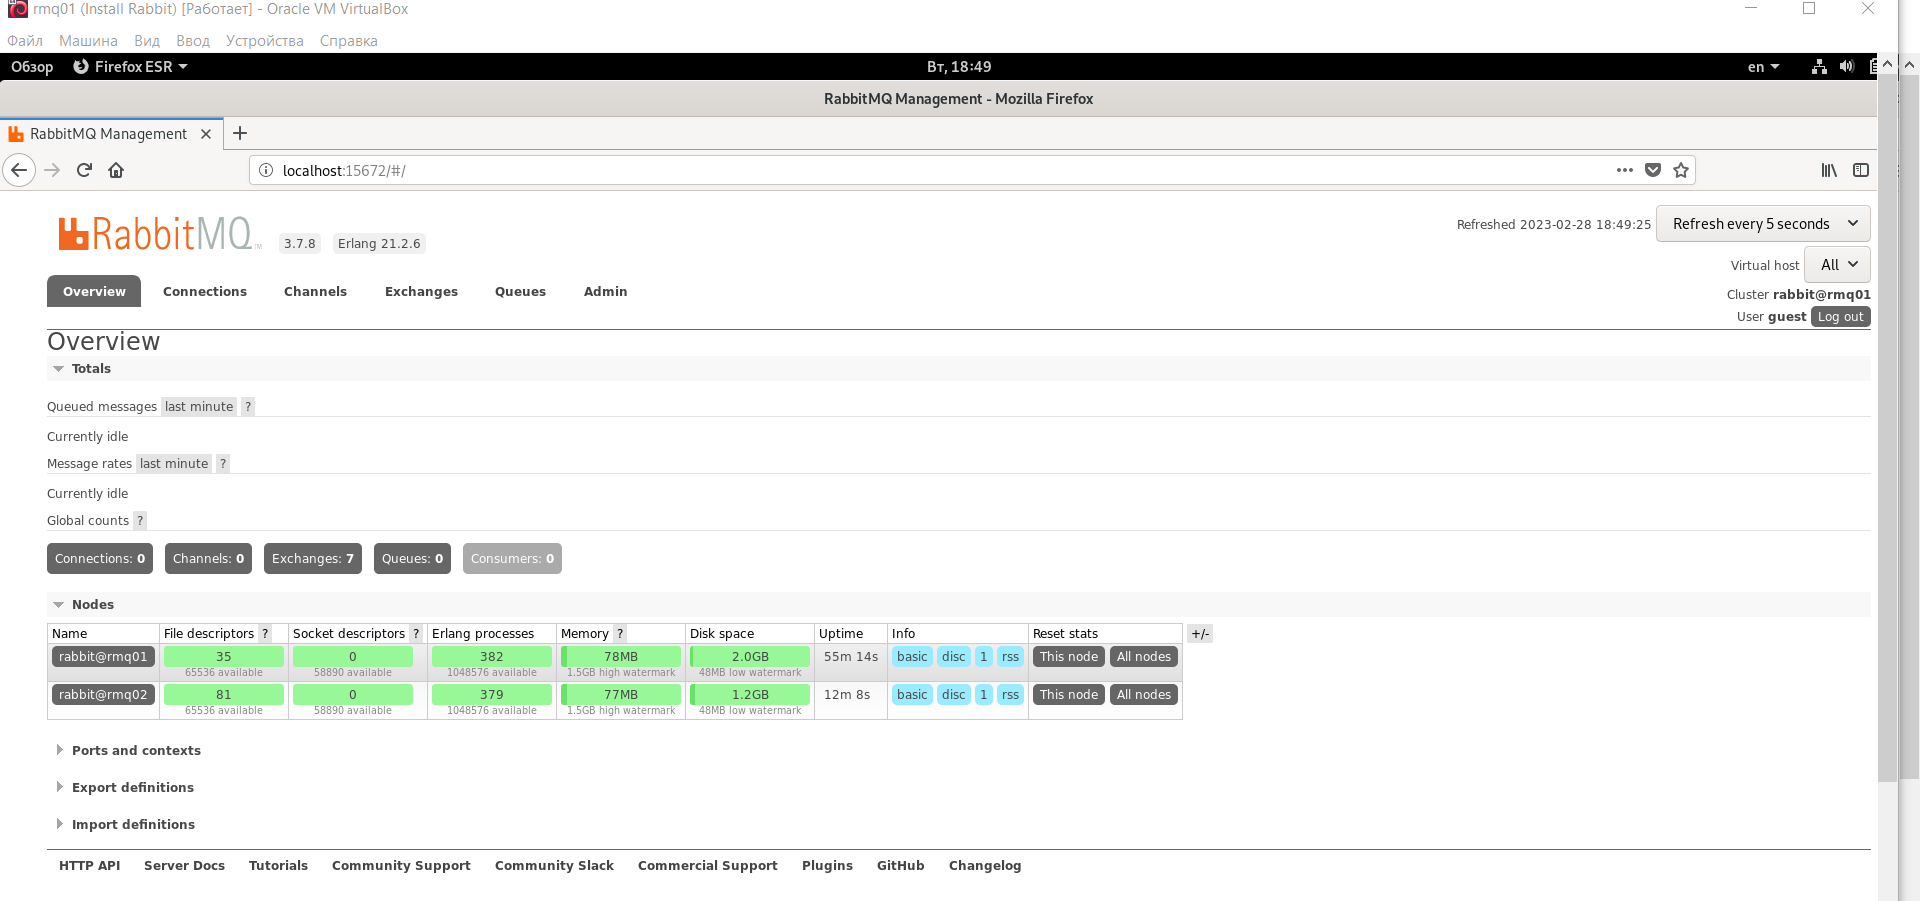 rmq01 (Install Rabbit) [Работает] - Oracle VM VirtualBox
Файл Машина Вид Ввод Устройства Справка
Обзор Firefox ESR Вт, 18:49 en
RabbitMQ Management - Mozilla Firefox
RabbitMQ Management
localhost:15672/#/
RabbitMQ™ 3.7.8 Erlang 21.2.6
Refreshed 2023-02-28 18:49:25 Refresh every 5 seconds
Virtual host All
Cluster rabbit@rmq01
User guest Log out
Overview Connections Channels Exchanges Queues Admin
Overview
Totals
Queued messages last minute ?
Currently idle
Message rates last minute ?
Currently idle
Global counts ?
Connections: 0 Channels: 0 Exchanges: 7 Queues: 0 Consumers: 0
Nodes
Name File descriptors ? Socket descriptors ? Erlang processes Memory ? Disk space Uptime Info Reset stats +/-
rabbit@rmq01 35 0 382 78MB 2.0GB 55m 14s basic disc 1 rss This node All nodes
65536 available 58890 available 1048576 available 1.5GB high watermark 48MB low watermark
rabbit@rmq02 81 0 379 77MB 1.2GB 12m 8s basic disc 1 rss This node All nodes
65536 available 58890 available 1048576 available 1.5GB high watermark 48MB low watermark
Ports and contexts
Export definitions
Import definitions
HTTP API Server Docs Tutorials Community Support Community Slack Commercial Support Plugins GitHub Changelog